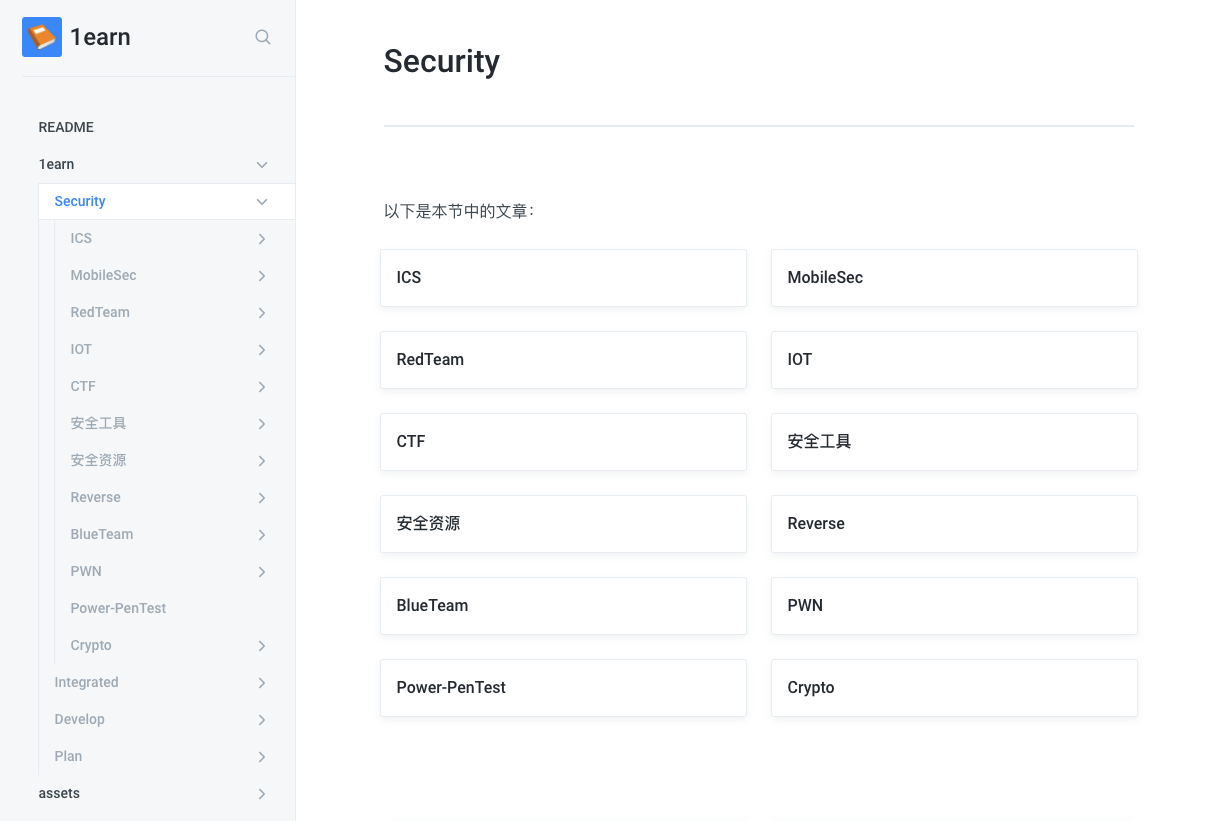 1earn
README
1earn
Security
ICS
MobileSec
RedTeam
IOT
CTF
安全工具
安全资源
Reverse
BlueTeam
PWN
Power-PenTest
Crypto
Integrated
Develop
Plan
assets
Security
以下是本节中的文章：
ICS
MobileSec
RedTeam
IOT
CTF
安全工具
安全资源
Reverse
BlueTeam
PWN
Power-PenTest
Crypto